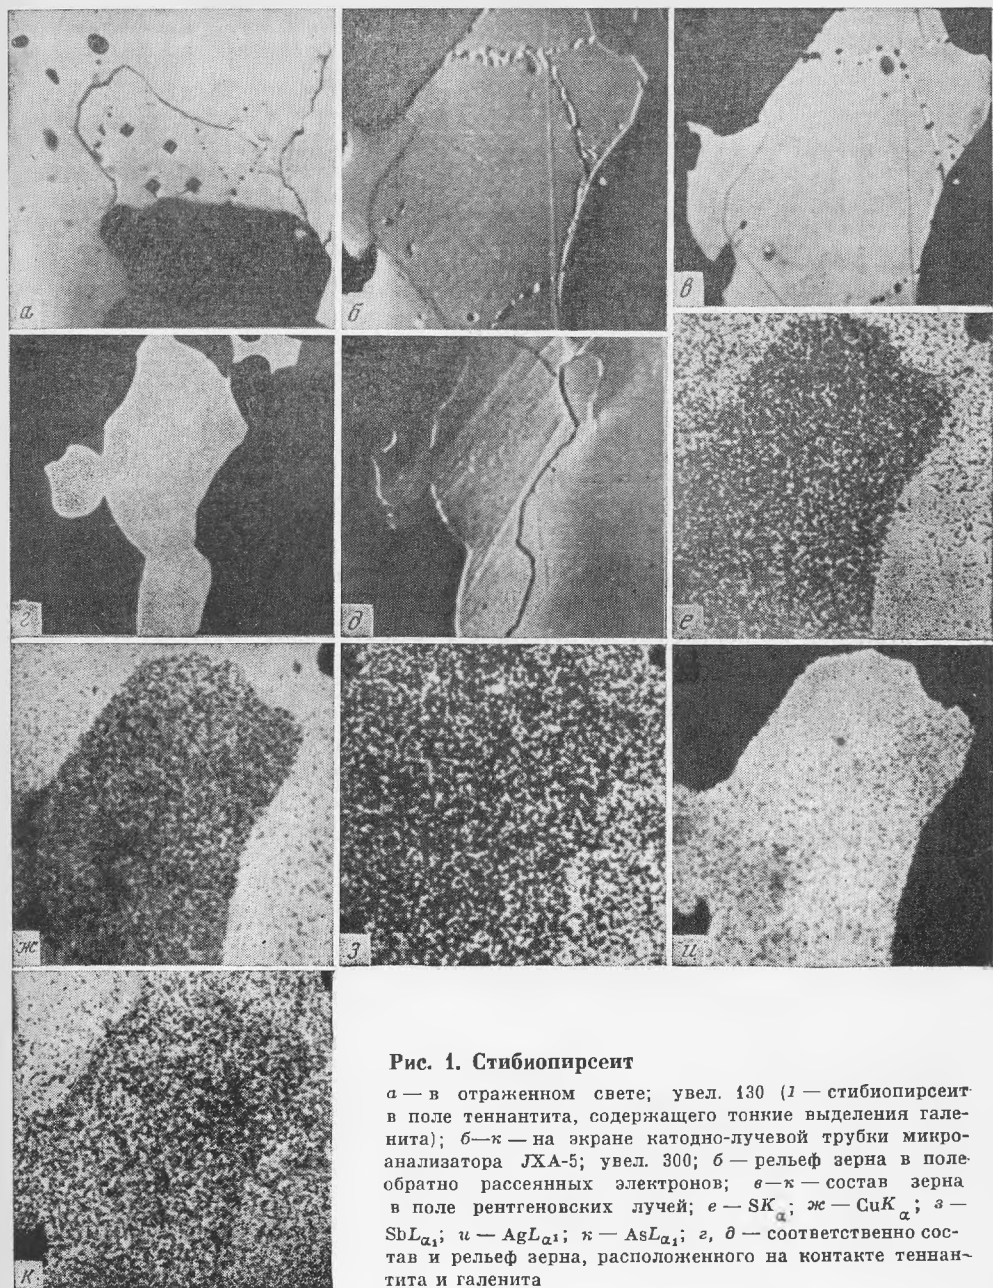 а
б
в
г
д
е
ж
з
и
к
Рис. 1. Стибиопирсеит
а — в отраженном свете; увел. 130 (1 — стибиопирсеит
в поле теннантита, содержащего тонкие выделения гале-
нита); б—к — на экране катодно-лучевой трубки микро-
анализатора JXA-5; увел. 300; б — рельеф зерна в поле
обратно рассеянных электронов; в—к — состав зерна
в поле рентгеновских лучей; е — SKα; ж — CuKα; з —
SbLα₁; и — AgLα¹; к — AsLα₁; г, д — соответственно сос-
тав и рельеф зерна, расположенного на контакте теннан-
тита и галенита